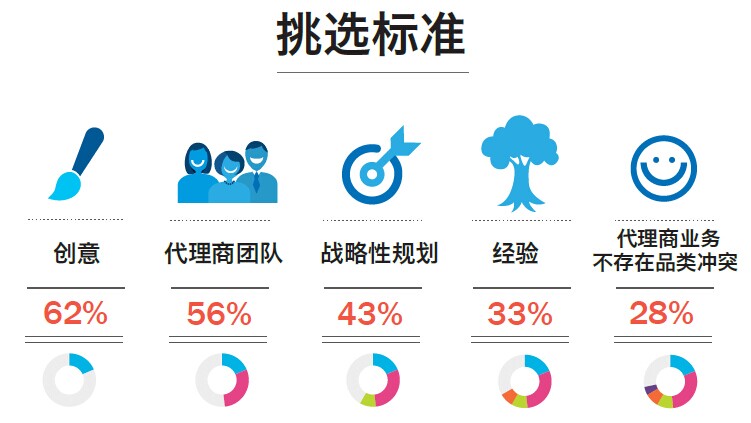 挑选标准
创意
代理商团队
战略性规划
经验
代理商业务
不存在品类冲突
62%
56%
43%
33%
28%